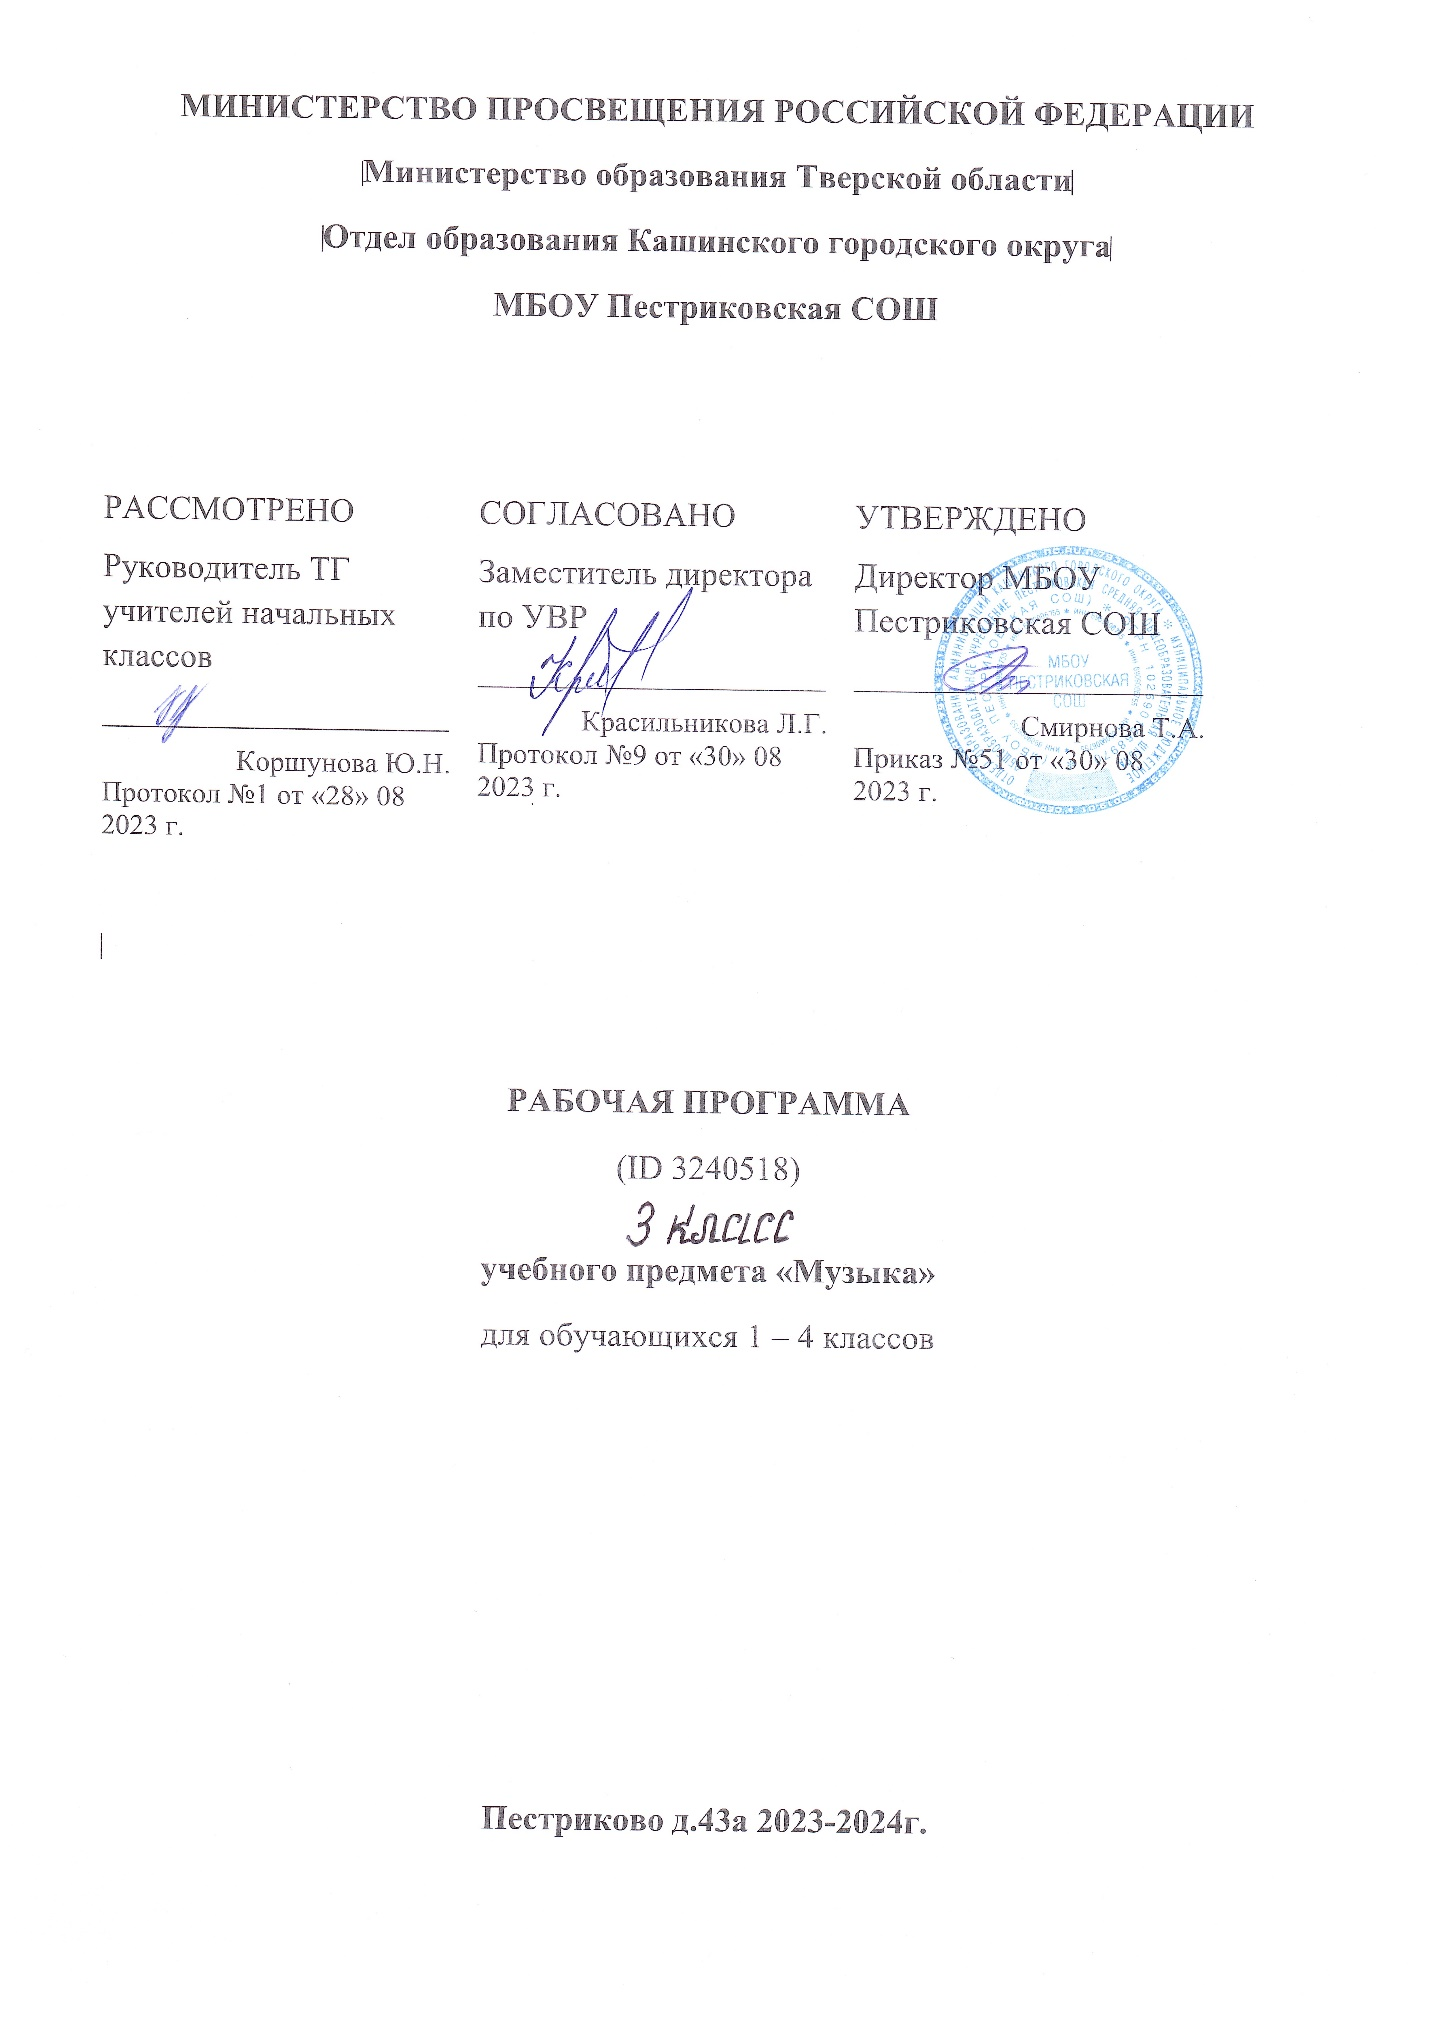 МИНИСТЕРСТВО ПРОСВЕЩЕНИЯ РОССИЙСКОЙ ФЕДЕРАЦИИ
Министерство образования Тверской области
Отдел образования Кашинского городского округа
МБОУ Пестриковская СОШ
РАССМОТРЕНО
Руководитель ТГ
учителей начальных
классов
Коршунова Ю.Н.
Протокол №1 от «28» 08
2023 г.
СОГЛАСОВАНО
Заместитель директора
по УВР
Красильникова Л.Г.
Протокол №9 от «30» 08
2023 г.
УТВЕРЖДЕНО
Директор МБОУ
Пестриковская СОШ
Смирнова Т.А.
Приказ №51 от «30» 08
2023 г.
МБОУ
ПЕСТРИКОВСКАЯ
СОШ
РАБОЧАЯ ПРОГРАММА
(ID 3240518)
3 класс
учебного предмета «Музыка»
для обучающихся 1 – 4 классов
Пестриково д.43а 2023-2024г.